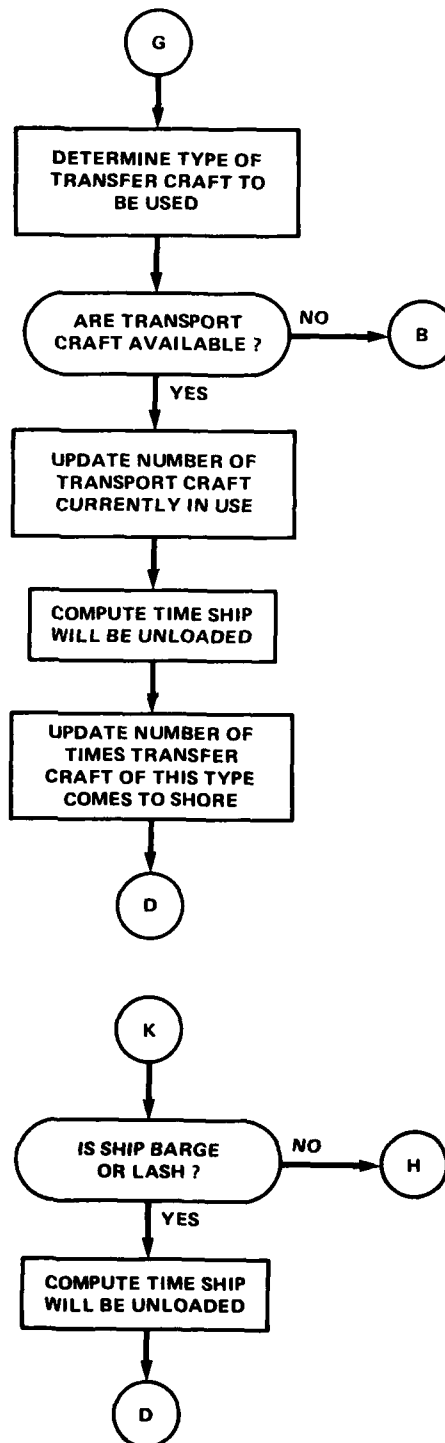 G
DETERMINE TYPE OF
TRANSFER CRAFT TO
BE USED
ARE TRANSPORT
CRAFT AVAILABLE ?
NO
B
YES
UPDATE NUMBER OF
TRANSPORT CRAFT
CURRENTLY IN USE
COMPUTE TIME SHIP
WILL BE UNLOADED
UPDATE NUMBER OF
TIMES TRANSFER
CRAFT OF THIS TYPE
COMES TO SHORE
D
K
IS SHIP BARGE
OR LASH ?
NO
H
YES
COMPUTE TIME SHIP
WILL BE UNLOADED
D